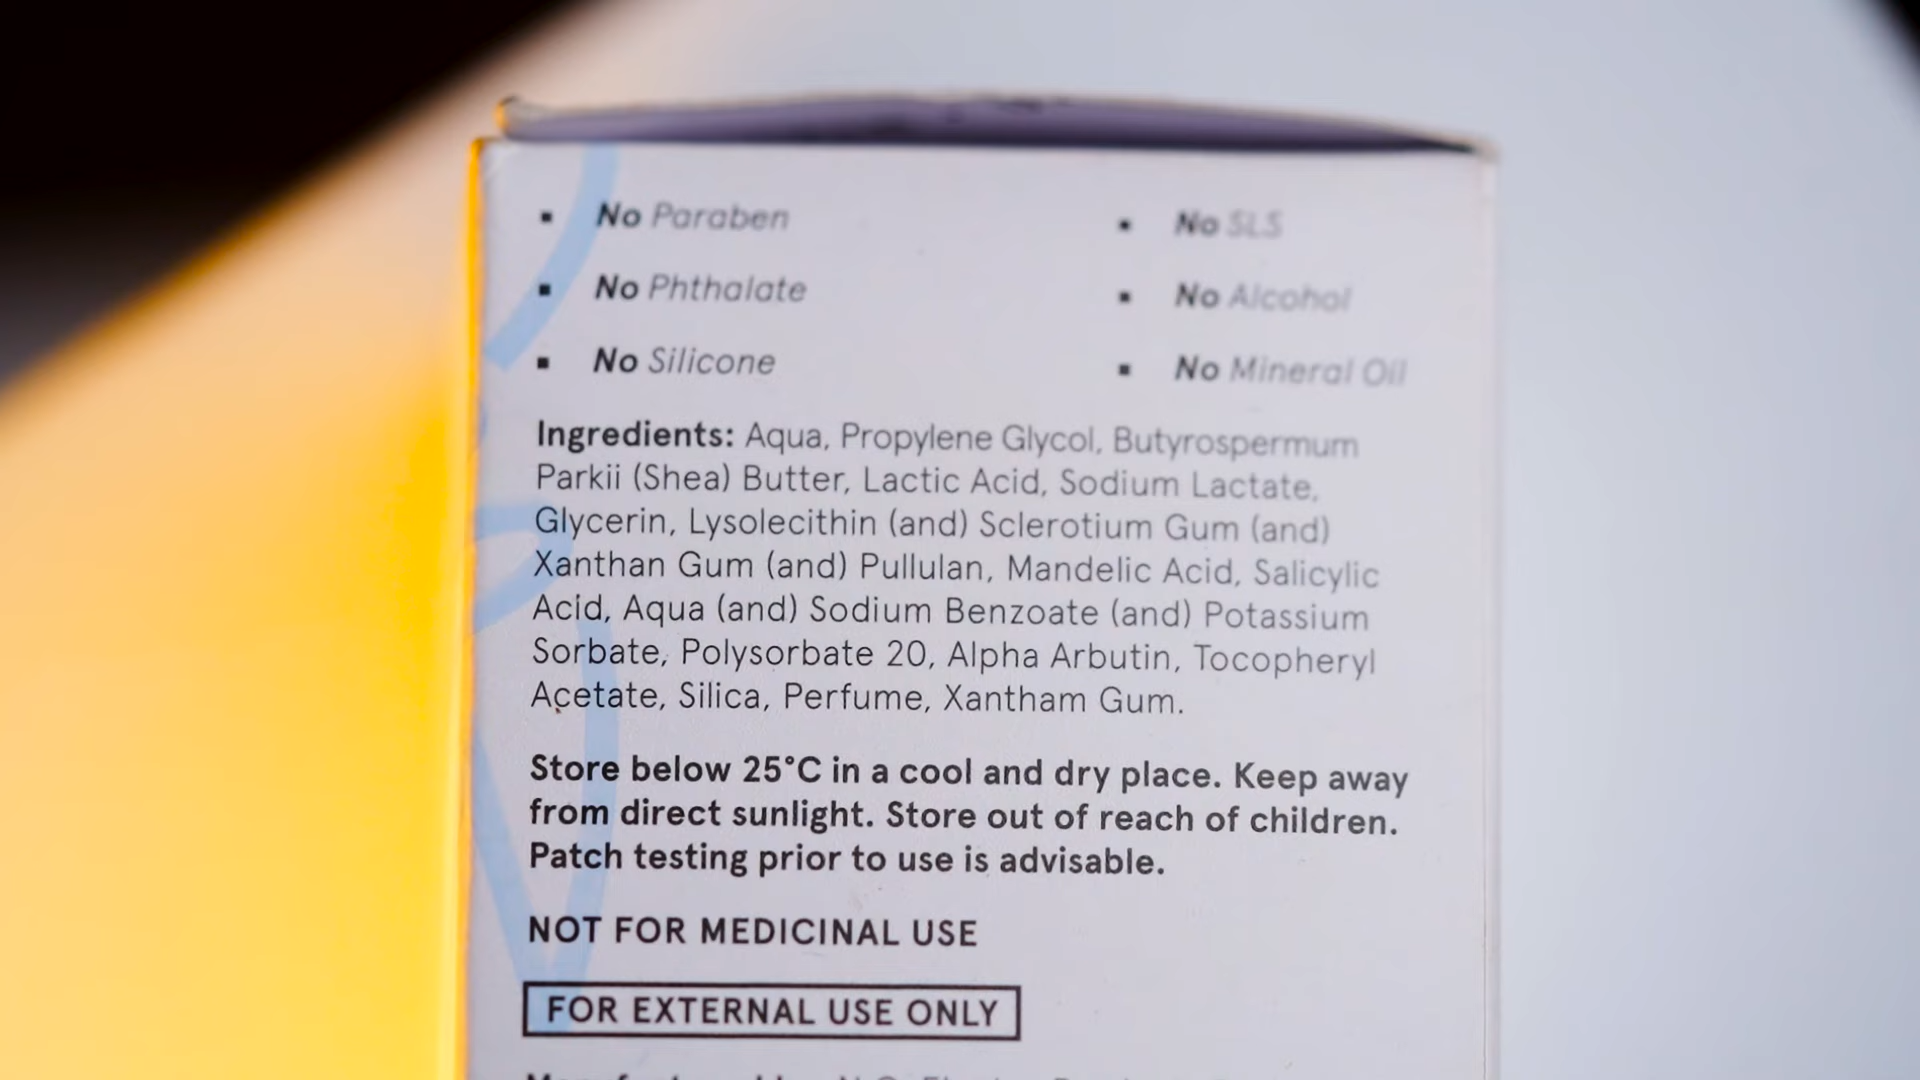 No Paraben
No SLS
No Phthalate
No Alcohol
No Silicone
No Mineral Oil
Ingredients: Aqua, Propylene Glycol, Butyrospermum
Parkii (Shea) Butter, Lactic Acid, Sodium Lactate,
Glycerin, Lysolecithin (and) Sclerotium Gum (and)
Xanthan Gum (and) Pullulan, Mandelic Acid, Salicylic
Acid, Aqua (and) Sodium Benzoate (and) Potassium
Sorbate, Polysorbate 20, Alpha Arbutin, Tocopheryl
Acetate, Silica, Perfume, Xantham Gum.
Store below 25°C in a cool and dry place. Keep away
from direct sunlight. Store out of reach of children.
Patch testing prior to use is advisable.
NOT FOR MEDICINAL USE
FOR EXTERNAL USE ONLY